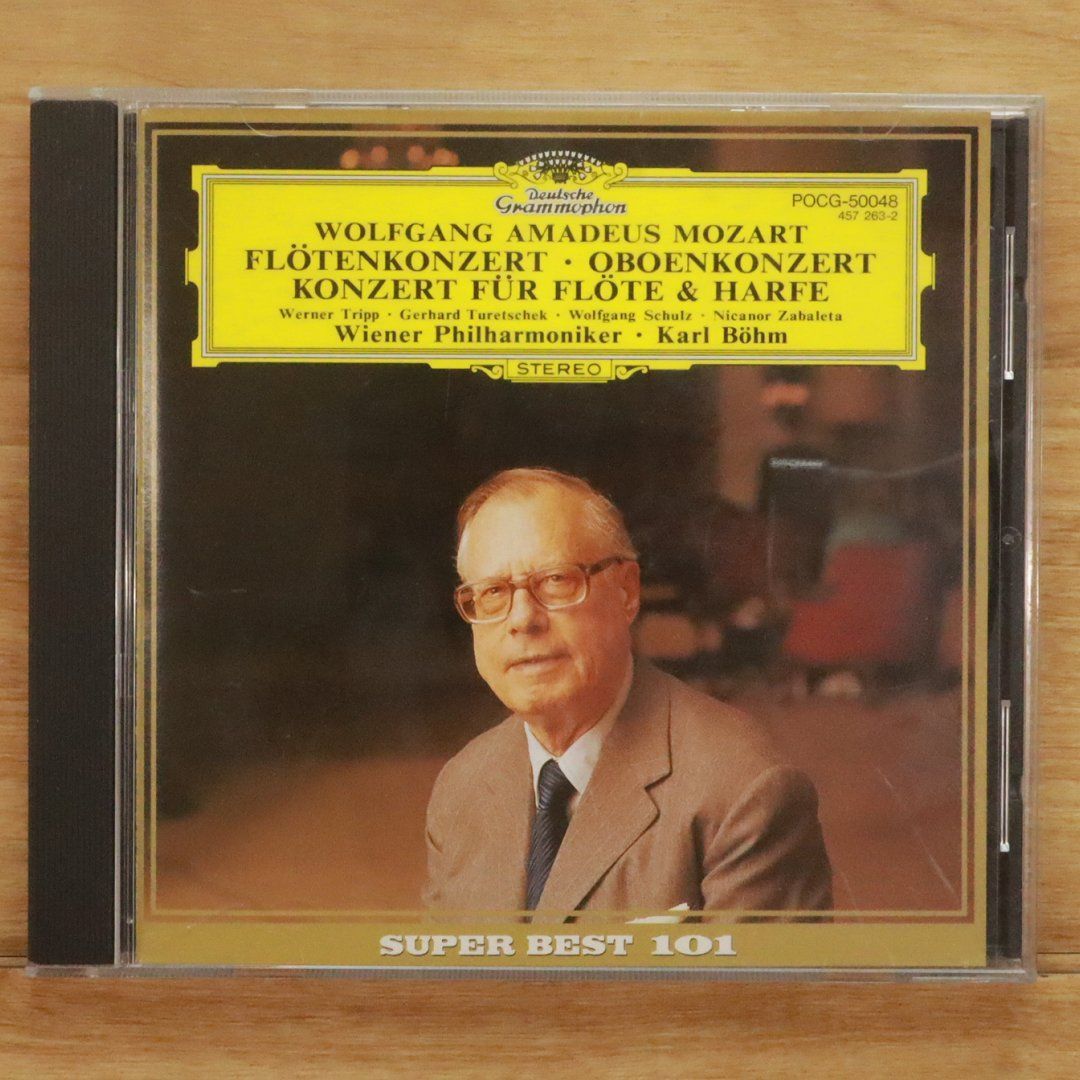 Deutsche
Grammophon
POCG-50048
457 263-2
WOLFGANG AMADEUS MOZART
FLÖTENKONZERT · OBOENKONZERT
KONZERT FÜR FLÖTE & HARFE
Werner Tripp · Gerhard Turetschek · Wolfgang Schulz · Nicanor Zabaleta
Wiener Philharmoniker · Karl Böhm
STEREO
SUPER BEST 101